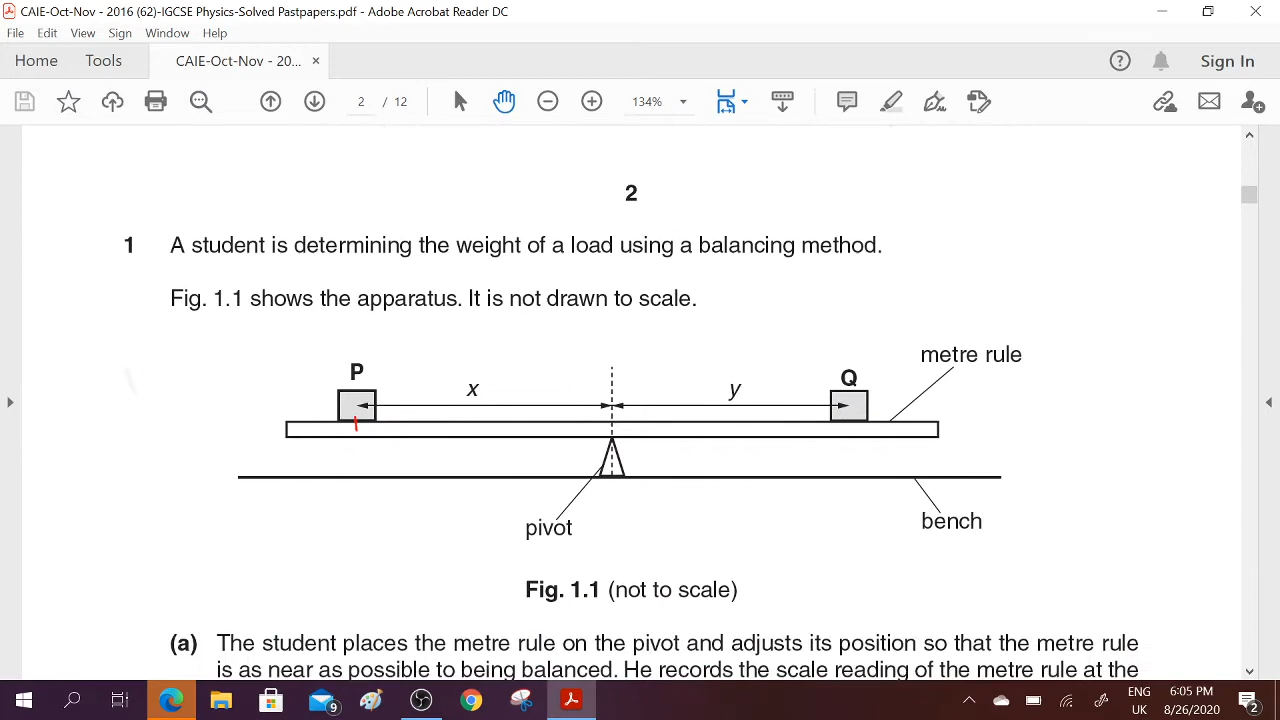 CAIE-Oct-Nov - 2016 (62)-IGCSE Physics-Solved Pastpapers.pdf - Adobe Acrobat Reader DC
File Edit View Sign Window Help
Home Tools CAIE-Oct-Nov - 20... × Sign In
2 / 12 134%
2
1 A student is determining the weight of a load using a balancing method.
Fig. 1.1 shows the apparatus. It is not drawn to scale.
metre rule
P x y Q
pivot bench
Fig. 1.1 (not to scale)
(a) The student places the metre rule on the pivot and adjusts its position so that the metre rule
is as near as possible to being balanced. He records the scale reading of the metre rule at the
9 ENG 6:05 PM
UK 8/26/2020 2